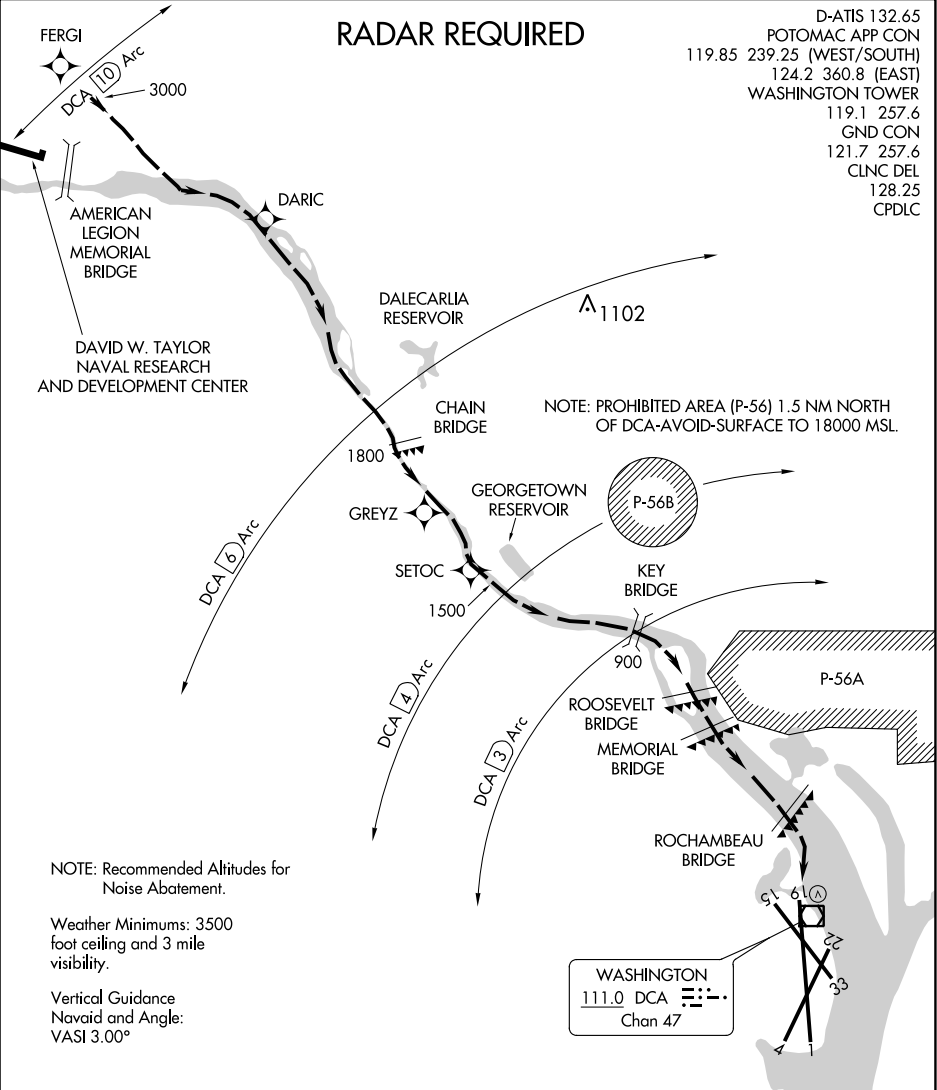 RADAR REQUIRED
D-ATIS 132.65
POTOMAC APP CON
119.85 239.25 (WEST/SOUTH)
124.2 360.8 (EAST)
WASHINGTON TOWER
119.1 257.6
GND CON
121.7 257.6
CLNC DEL
128.25
CPDLC
FERGI
DCA 10 Arc
3000
AMERICAN
LEGION
MEMORIAL
BRIDGE
DARIC
DAVID W. TAYLOR
NAVAL RESEARCH
AND DEVELOPMENT CENTER
DALECARLIA
RESERVOIR
1102
NOTE: PROHIBITED AREA (P-56) 1.5 NM NORTH
OF DCA-AVOID-SURFACE TO 18000 MSL.
CHAIN
BRIDGE
1800
GREYZ
GEORGETOWN
RESERVOIR
P-56B
DCA 6 Arc
SETOC
1500
KEY
BRIDGE
900
P-56A
DCA 4 Arc
ROOSEVELT
BRIDGE
MEMORIAL
BRIDGE
DCA 3 Arc
ROCHAMBEAU
BRIDGE
NOTE: Recommended Altitudes for
Noise Abatement.
Weather Minimums: 3500
foot ceiling and 3 mile
visibility.
Vertical Guidance
Navaid and Angle:
VASI 3.00°
15
19
V
22
33
4
1
WASHINGTON
111.0 DCA
Chan 47